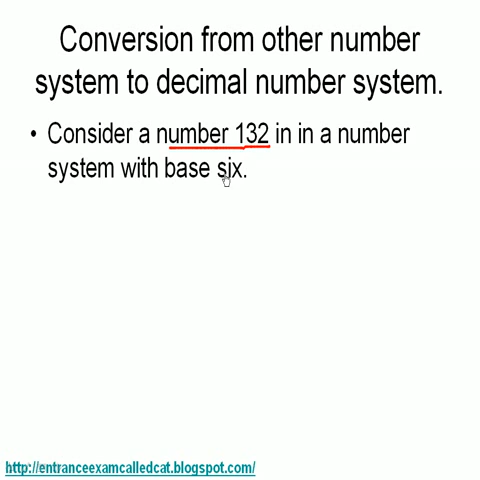 Conversion from other number
system to decimal number system.
• Consider a number 132 in in a number
system with base six.
http://entranceexamcalledcat.blogspot.com/